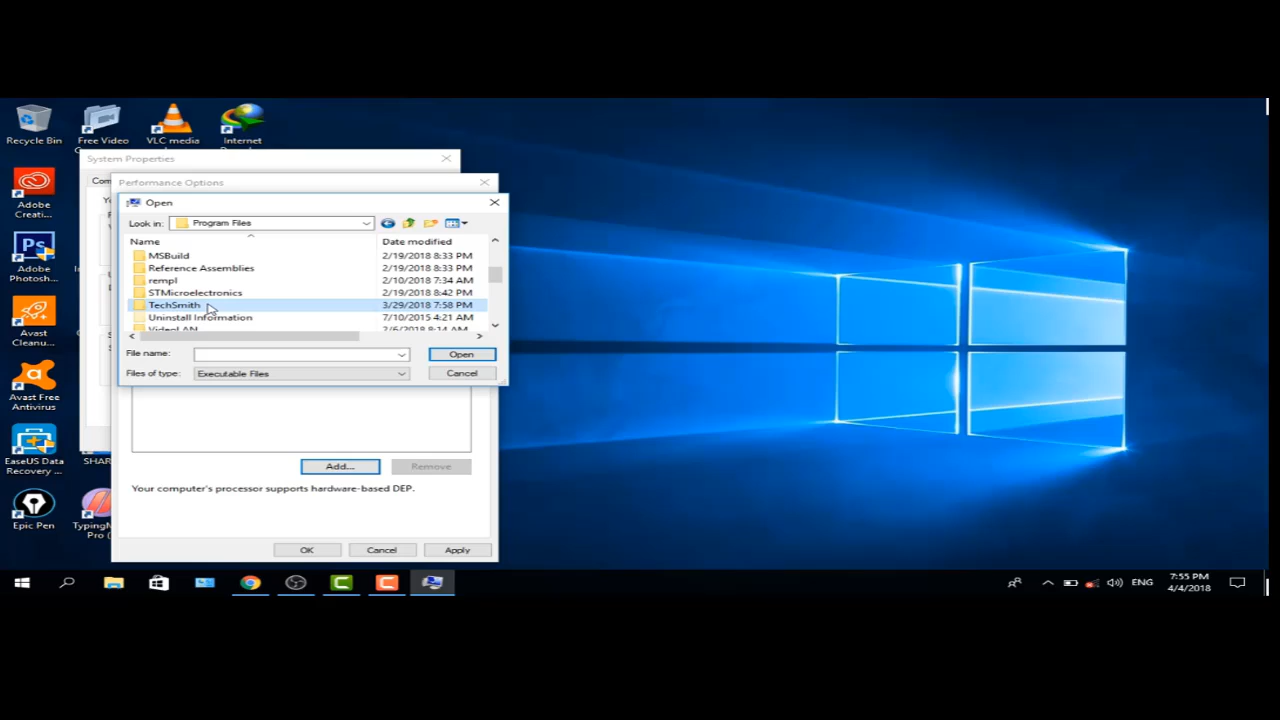 Recycle Bin
Free Video
VLC media
Internet
System Properties
Performance Options
Open
Look in:
Program Files
Name
Date modified
MSBuild
2/19/2018 8:33 PM
Reference Assemblies
2/19/2018 8:33 PM
rempl
2/10/2018 7:34 AM
STMicroelectronics
2/19/2018 8:42 PM
TechSmith
3/29/2018 7:58 PM
Uninstall Information
7/10/2015 4:21 AM
VideoLAN
2/6/2018 8:14 AM
File name:
Open
Files of type:
Executable Files
Cancel
Adobe
Creati...
Ps
Adobe
Photosh...
Avast
Cleanu...
Avast Free
Antivirus
EaseUS Data
Recovery ...
SHAR
Epic Pen
TypingM
Pro (
Add...
Remove
Your computer's processor supports hardware-based DEP.
OK
Cancel
Apply
ENG
7:55 PM
4/4/2018